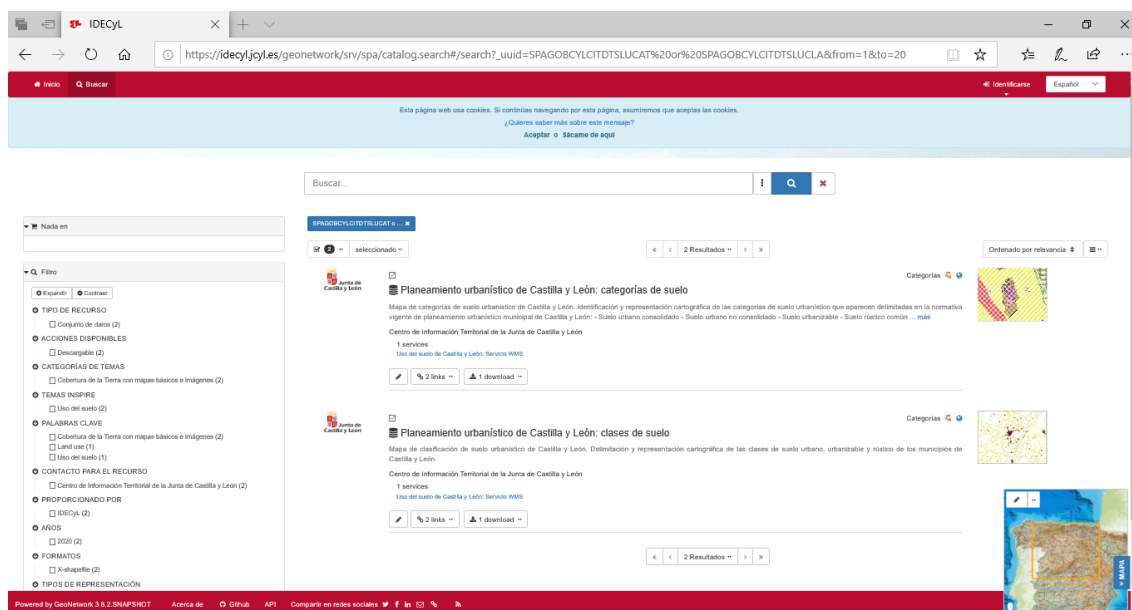 IDECyL
https://idecyl.jcyl.es/geonetwork/srv/spa/catalog.search#/search?_uuid=SPAGOBCYLCITDTSLUCAT%20or%20SPAGOBCYLCITDTSLUCLA&from=1&to=20
Inicio Buscar Identificarse Español
Esta página web usa cookies. Si continúas navegando por esta página, asumiremos que aceptas las cookies.
¿Quieres saber más sobre este mensaje?
Aceptar o Sácame de aquí
Buscar...
Nada en
SPAGOBCYLCITDTSLUCAT o ...
2 seleccionado
« < 2 Resultados > »
Ordenado por relevancia
Filtro
Expandir Contraer
TIPO DE RECURSO
Conjunto de datos (2)
ACCIONES DISPONIBLES
Descargable (2)
CATEGORÍAS DE TEMAS
Cobertura de la Tierra con mapas básicos e imágenes (2)
TEMAS INSPIRE
Uso del suelo (2)
PALABRAS CLAVE
Cobertura de la Tierra con mapas básicos e imágenes (2)
Land use (1)
Uso del suelo (1)
CONTACTO PARA EL RECURSO
Centro de Información Territorial de la Junta de Castilla y León (2)
PROPORCIONADO POR
IDECyL (2)
AÑOS
2020 (2)
FORMATOS
X-shapefile (2)
TIPOS DE REPRESENTACIÓN
Junta de
Castilla y León
Categorías
Planeamiento urbanístico de Castilla y León: categorías de suelo
Mapa de categorías de suelo urbanístico de Castilla y León. Identificación y representación cartográfica de las categorías de suelo urbanístico que aparecen delimitadas en la normativa
vigente de planeamiento urbanístico municipal de Castilla y León: - Suelo urbano consolidado - Suelo urbano no consolidado - Suelo urbanizable - Suelo rústico común ... más
Centro de Información Territorial de la Junta de Castilla y León
1 services
Uso del suelo de Castilla y León: Servicio WMS
2 links 1 download
Junta de
Castilla y León
Categorías
Planeamiento urbanístico de Castilla y León: clases de suelo
Mapa de clasificación de suelo urbanístico de Castilla y León. Delimitación y representación cartográfica de las clases de suelo urbano, urbanizable y rústico de los municipios de
Castilla y León.
Centro de Información Territorial de la Junta de Castilla y León
1 services
Uso del suelo de Castilla y León: Servicio WMS
2 links 1 download
« < 2 Resultados > »
» MAPA
Powered by GeoNetwork 3.8.2.SNAPSHOT Acerca de Github API Compartir en redes sociales